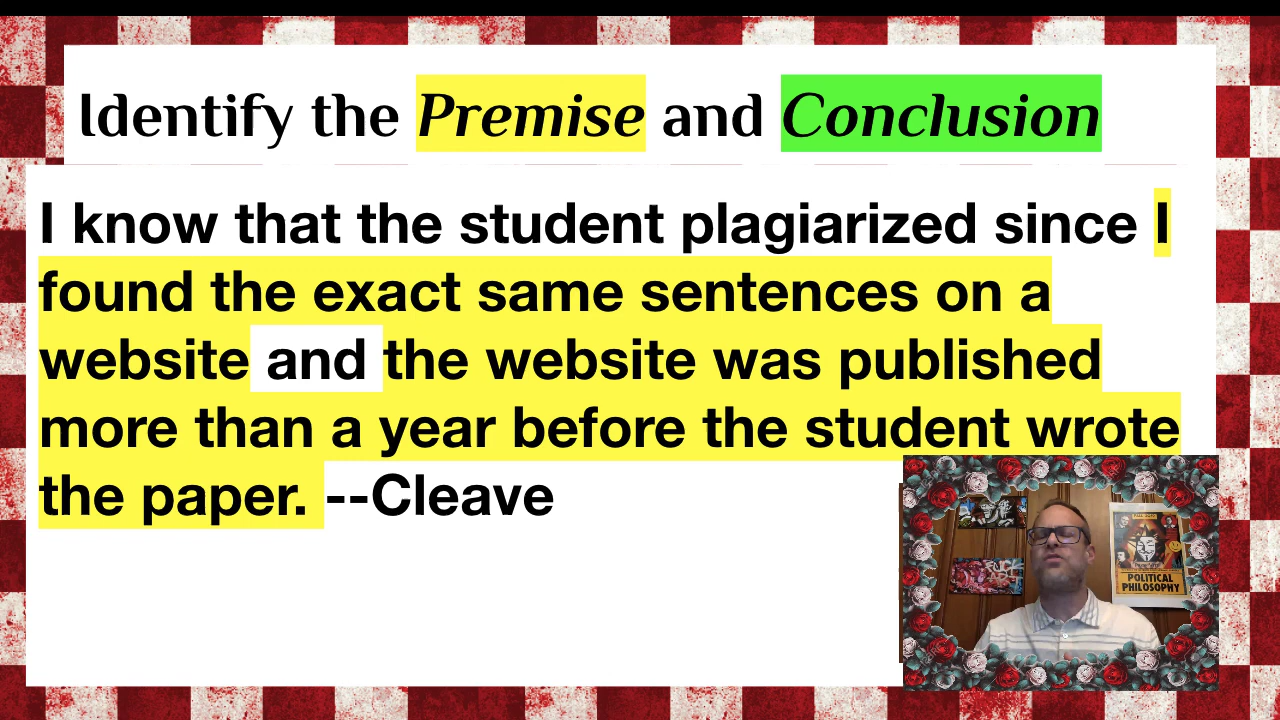 Identify the Premise and Conclusion
I know that the student plagiarized since I
found the exact same sentences on a
website and the website was published
more than a year before the student wrote
the paper. --Cleave
POLITICAL
PHILOSOPHY